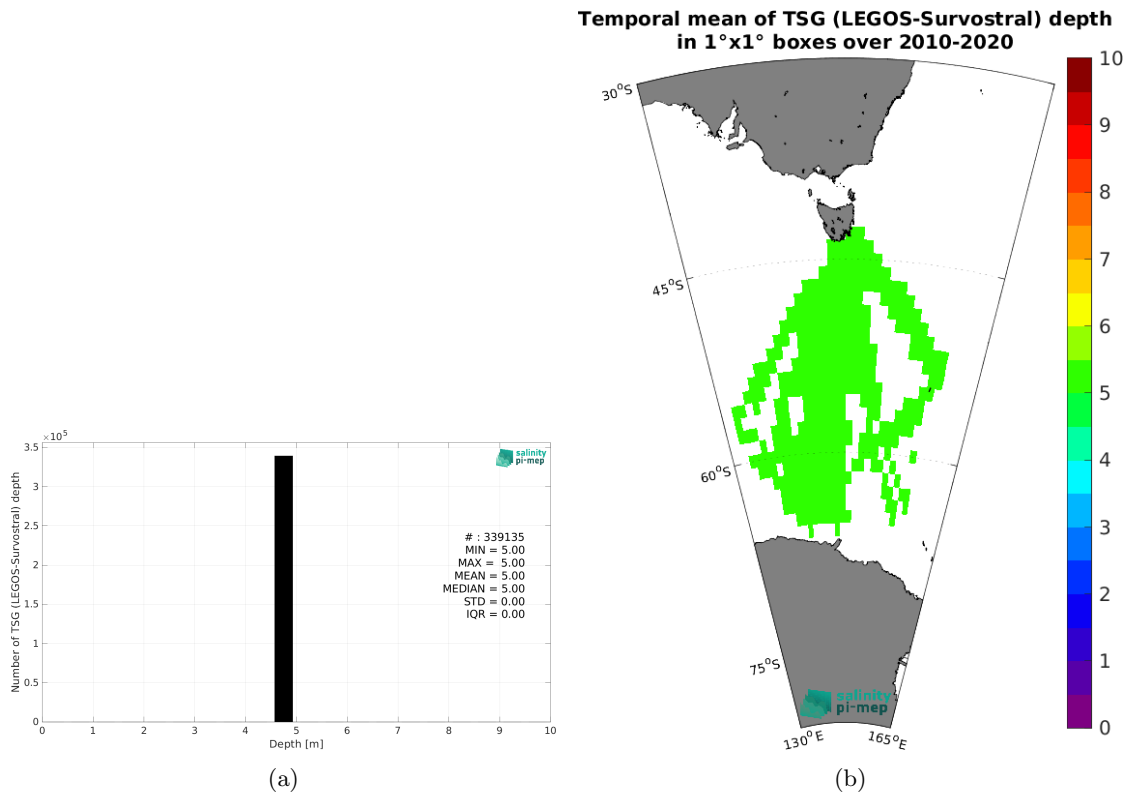 ×10⁵
3.5
3
2.5
2
1.5
1
0.5
0
Number of TSG (LEGOS-Survostral) depth
salinity
pi-mep
# : 339135
MIN = 5.00
MAX = 5.00
MEAN = 5.00
MEDIAN = 5.00
STD = 0.00
IQR = 0.00
0 1 2 3 4 5 6 7 8 9 10
Depth [m]
(a)
Temporal mean of TSG (LEGOS-Survostral) depth
in 1°x1° boxes over 2010-2020
30°S
45°S
60°S
75°S
130°E
165°E
salinity
pi-mep
10
9
8
7
6
5
4
3
2
1
0
(b)